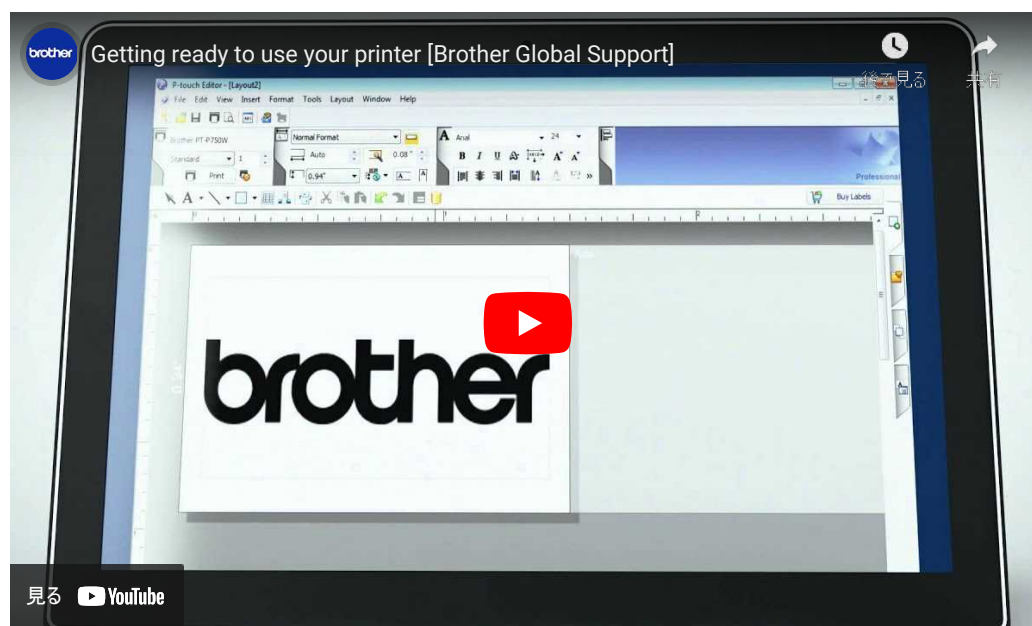 brother
Getting ready to use your printer [Brother Global Support]
後で見る
共有
P-touch Editor - [Layout2]
File Edit View Insert Format Tools Layout Window Help
Brother PT-P750W
Normal Format
A Arial 24
Standard 1
Auto 0.08"
B I U
Print
0.94"
Professional
A
Buy Labels
brother
見る YouTube